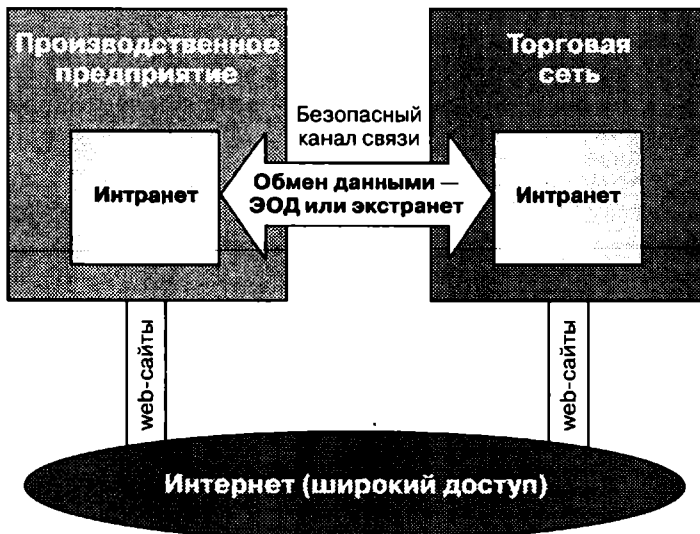 Производственное
предприятие
Торговая
сеть
Безопасный
канал связи
Интранет
Обмен данными —
ЭОД или экстранет
Интранет
web-сайты
web-сайты
Интернет (широкий доступ)